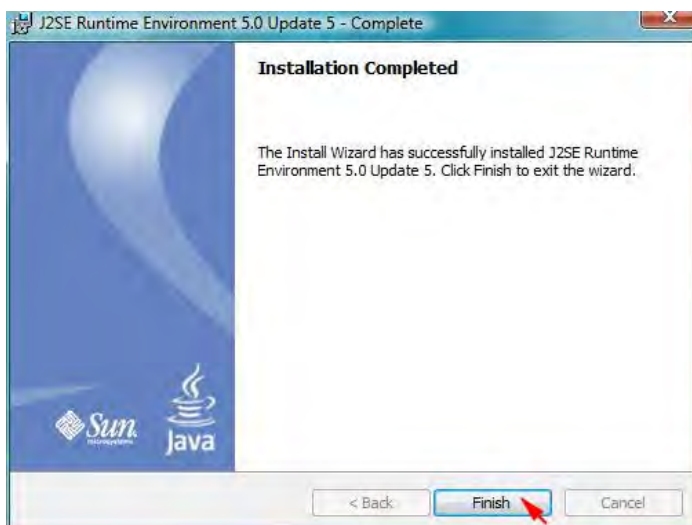 J2SE Runtime Environment 5.0 Update 5 - Complete
Installation Completed
The Install Wizard has successfully installed J2SE Runtime
Environment 5.0 Update 5. Click Finish to exit the wizard.
Sun
microsystems
Java
< Back
Finish
Cancel